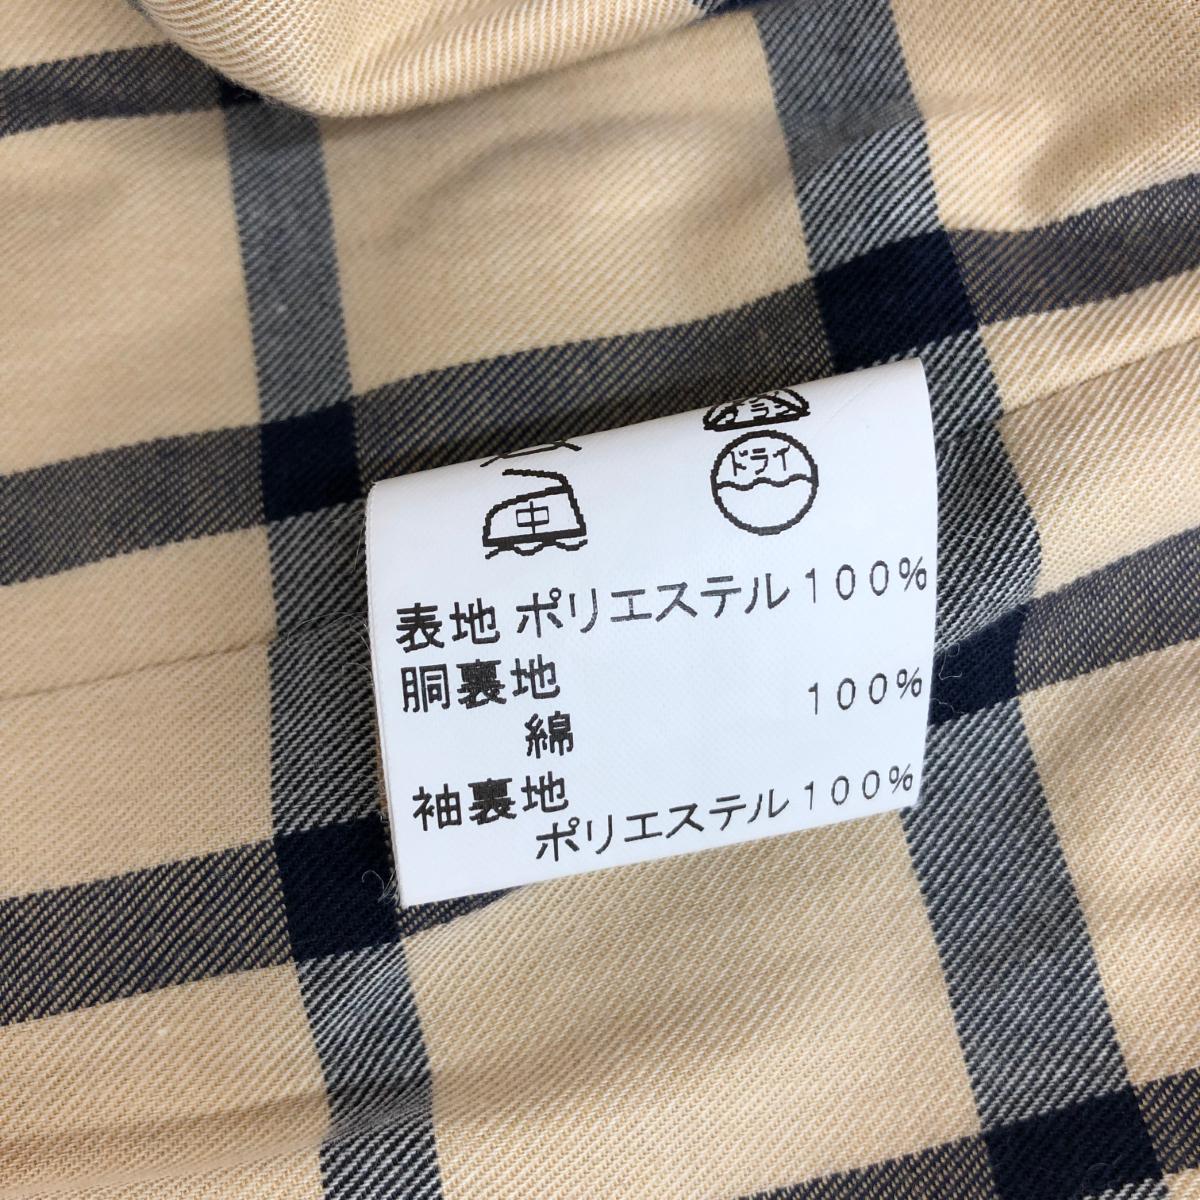 中
ドライ
表地 ポリエステル100%
胴裏地
綿 100%
袖裏地
ポリエステル100%